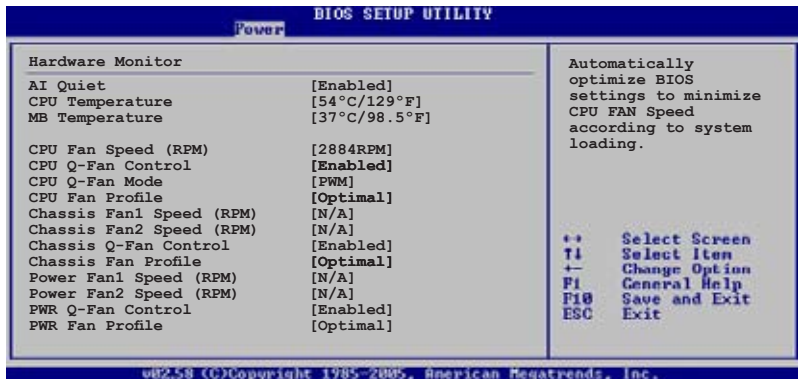 BIOS SETUP UTILITY
Power
Hardware Monitor
AI Quiet [Enabled]
CPU Temperature [54°C/129°F]
MB Temperature [37°C/98.5°F]
CPU Fan Speed (RPM) [2884RPM]
CPU Q-Fan Control [Enabled]
CPU Q-Fan Mode [PWM]
CPU Fan Profile [Optimal]
Chassis Fan1 Speed (RPM) [N/A]
Chassis Fan2 Speed (RPM) [N/A]
Chassis Q-Fan Control [Enabled]
Chassis Fan Profile [Optimal]
Power Fan1 Speed (RPM) [N/A]
Power Fan2 Speed (RPM) [N/A]
PWR Q-Fan Control [Enabled]
PWR Fan Profile [Optimal]
Automatically
optimize BIOS
settings to minimize
CPU FAN Speed
according to system
loading.
←→ Select Screen
↑↓ Select Item
+- Change Option
F1 General Help
F10 Save and Exit
ESC Exit
v02.58 (C)Copyright 1985-2005, American Megatrends, Inc.